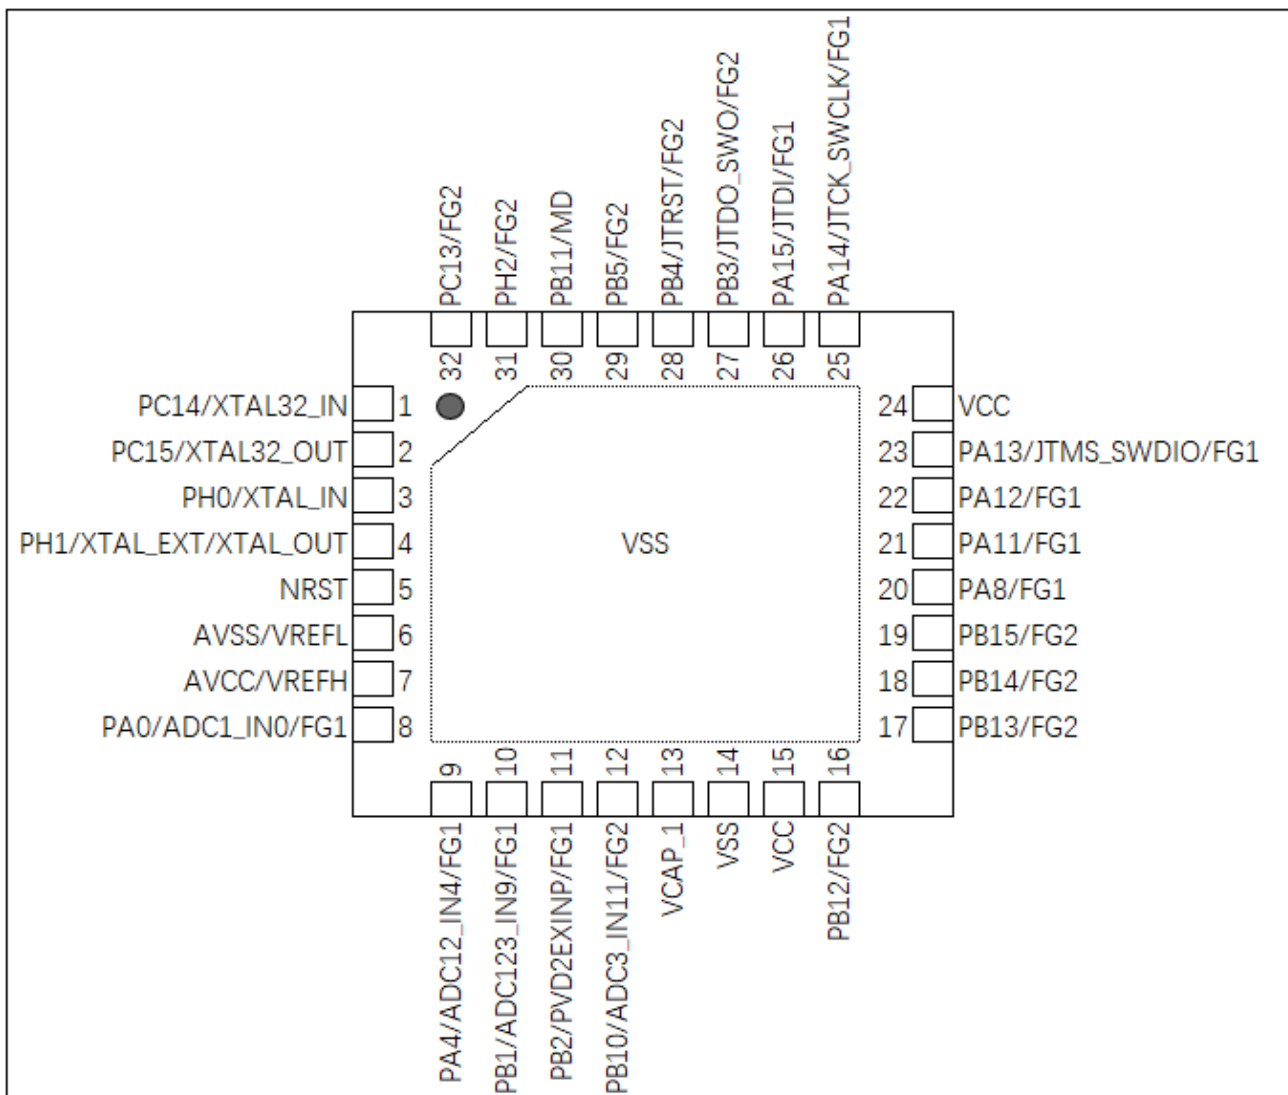 PC13/FG2
PH2/FG2
PB11/MD
PB5/FG2
PB4/JTRST/FG2
PB3/JTDO_SWO/FG2
PA15/JTDI/FG1
PA14/JTCK_SWCLK/FG1
32
31
30
29
28
27
26
25
PC14/XTAL32_IN 1
PC15/XTAL32_OUT 2
PH0/XTAL_IN 3
PH1/XTAL_EXT/XTAL_OUT 4
NRST 5
AVSS/VREFL 6
AVCC/VREFH 7
PA0/ADC1_IN0/FG1 8
VSS
24 VCC
23 PA13/JTMS_SWDIO/FG1
22 PA12/FG1
21 PA11/FG1
20 PA8/FG1
19 PB15/FG2
18 PB14/FG2
17 PB13/FG2
9
10
11
12
13
14
15
16
PA4/ADC12_IN4/FG1
PB1/ADC123_IN9/FG1
PB2/PVD2EXINP/FG1
PB10/ADC3_IN11/FG2
VCAP_1
VSS
VCC
PB12/FG2